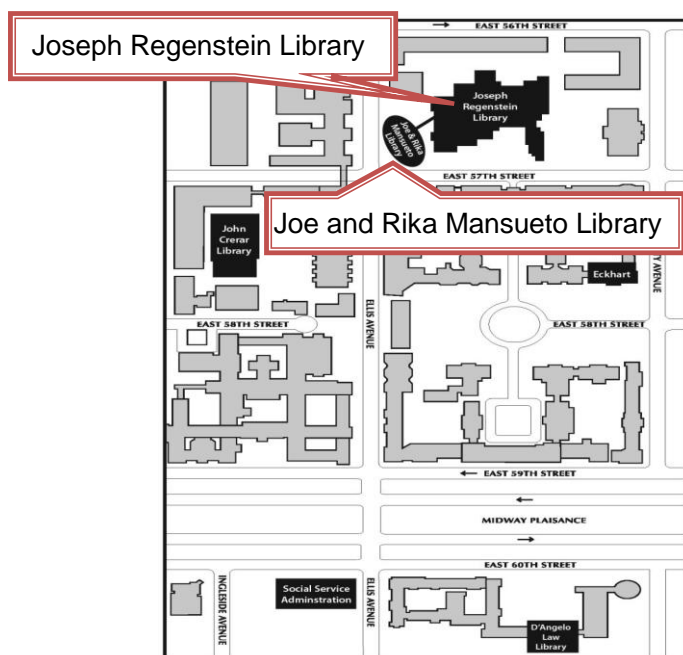 EAST 56TH STREET
Joseph Regenstein Library
Joseph
Regenstein
Library
Joe & Rika
Mansueto
Library
EAST 57TH STREET
Joe and Rika Mansueto Library
John
Crerar
Library
Eckhart
Y AVENUE
ELLIS AVENUE
EAST 58TH STREET
EAST 58TH STREET
EAST 59TH STREET
MIDWAY PLAISANCE
EAST 60TH STREET
INGLESIDE AVENUE
Social Service
Adminstration
ELLIS AVENUE
D'Angelo
Law
Library